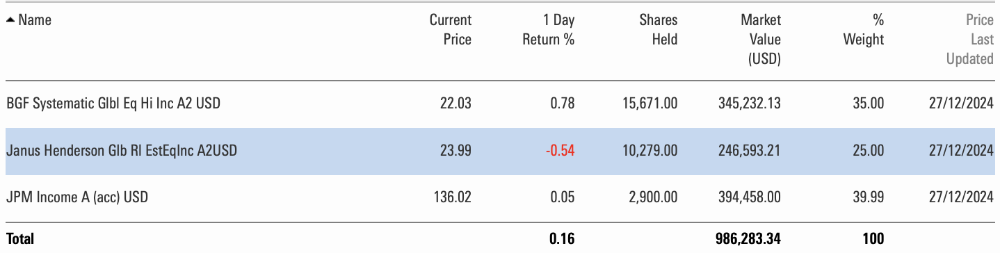 ▲ Name Current Price 1 Day Return % Shares Held Market Value (USD) % Weight Price Last Updated
BGF Systematic Glbl Eq Hi Inc A2 USD 22.03 0.78 15,671.00 345,232.13 35.00 27/12/2024
Janus Henderson Glb Rl EstEqInc A2USD 23.99 -0.54 10,279.00 246,593.21 25.00 27/12/2024
JPM Income A (acc) USD 136.02 0.05 2,900.00 394,458.00 39.99 27/12/2024
Total 0.16 986,283.34 100